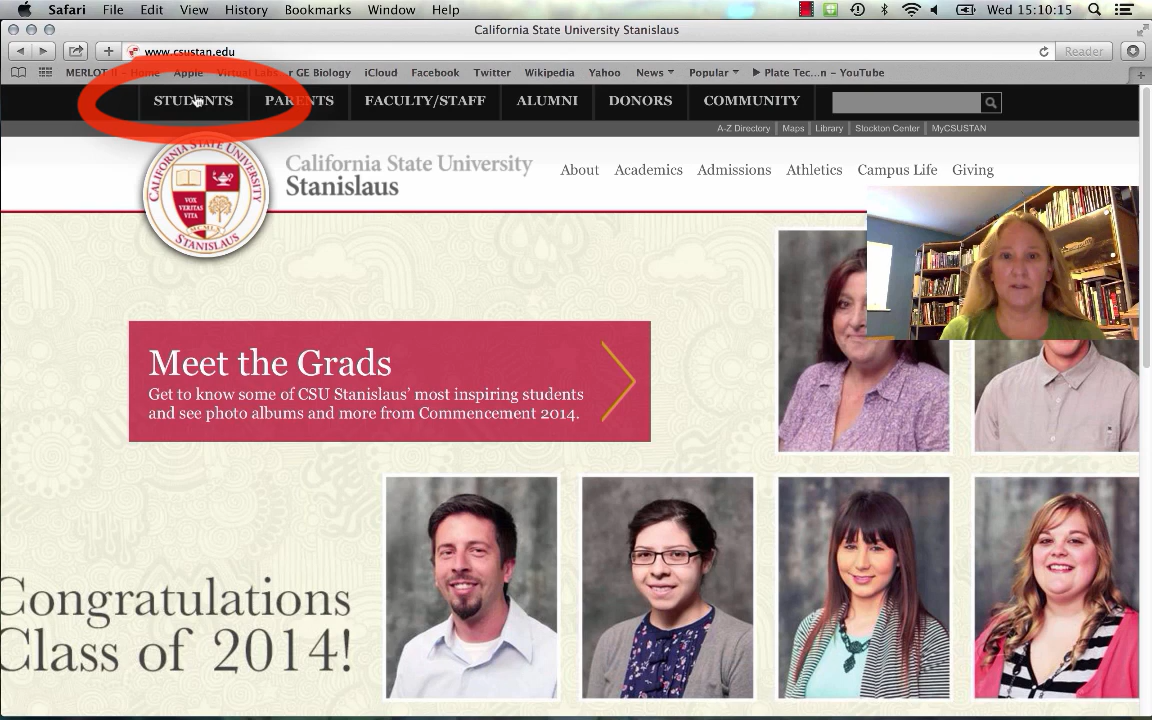 Safari File Edit View History Bookmarks Window Help Wed 15:10:15
California State University Stanislaus
www.csustan.edu Reader
MERLOT II - Home Apple Virtual Labs r GE Biology iCloud Facebook Twitter Wikipedia Yahoo News Popular Plate Tec...n - YouTube
STUDENTS PARENTS FACULTY/STAFF ALUMNI DONORS COMMUNITY
A-Z Directory Maps Library Stockton Center MyCSUSTAN
California State University
Stanislaus
About Academics Admissions Athletics Campus Life Giving
CALIFORNIA STATE UNIVERSITY
VOX
VERITAS
VITA
STANISLAUS
Meet the Grads
Get to know some of CSU Stanislaus' most inspiring students
and see photo albums and more from Commencement 2014.
Congratulations
Class of 2014!